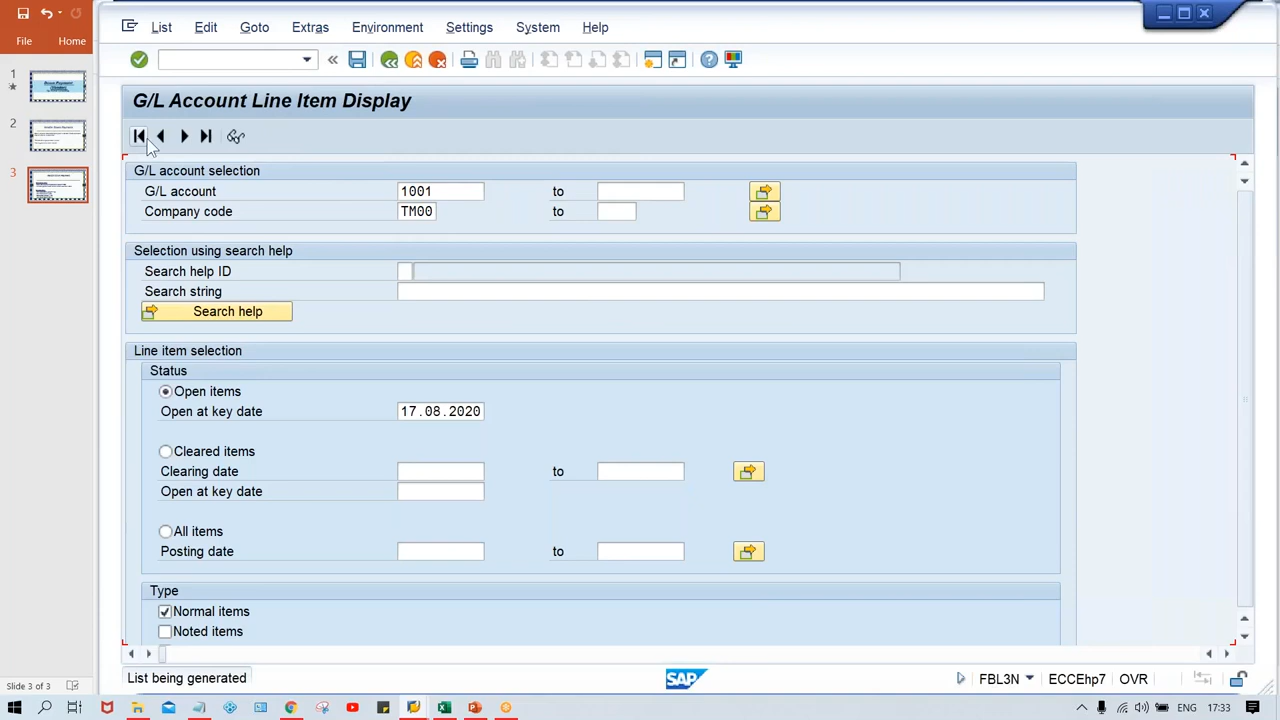 List Edit Goto Extras Environment Settings System Help
File Home
G/L Account Line Item Display
1
2
3
G/L account selection
G/L account 1001 to
Company code TM00 to
Selection using search help
Search help ID
Search string
Search help
Line item selection
Status
Open items
Open at key date 17.08.2020
Cleared items
Clearing date to
Open at key date
All items
Posting date to
Type
Normal items
Noted items
List being generated
SAP
FBL3N ECCEhp7 OVR
Slide 3 of 3
ENG 17:33